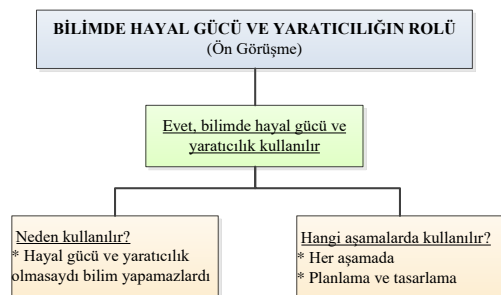 BİLİMDE HAYAL GÜCÜ VE YARATICILIĞIN ROLÜ
(Ön Görüşme)
Evet, bilimde hayal gücü ve
yaratıcılık kullanılır
Neden kullanılır?
* Hayal gücü ve yaratıcılık
olmasaydı bilim yapamazlardı
Hangi aşamalarda kullanılır?
* Her aşamada
* Planlama ve tasarlama